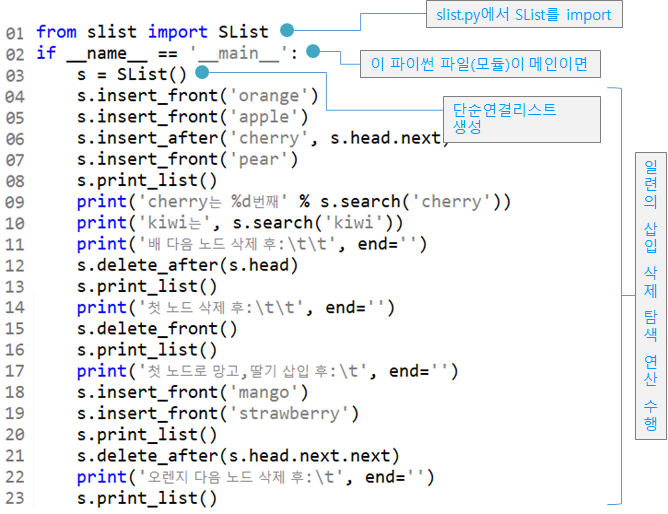 slist.py에서 SList를 import
01 from slist import SList
02 if __name__ == '__main__':
이 파이썬 파일(모듈)이 메인이면
03 s = SList()
04 s.insert_front('orange')
단순연결리스트
생성
05 s.insert_front('apple')
06 s.insert_after('cherry', s.head.next)
07 s.insert_front('pear')
08 s.print_list()
09 print('cherry는 %d번째' % s.search('cherry'))
10 print('kiwi는', s.search('kiwi'))
11 print('배 다음 노드 삭제 후:\t\t', end='')
12 s.delete_after(s.head)
13 s.print_list()
14 print('첫 노드 삭제 후:\t\t', end='')
15 s.delete_front()
16 s.print_list()
17 print('첫 노드로 망고,딸기 삽입 후:\t', end='')
18 s.insert_front('mango')
19 s.insert_front('strawberry')
20 s.print_list()
21 s.delete_after(s.head.next.next)
22 print('오렌지 다음 노드 삭제 후:\t', end='')
23 s.print_list()
일련의 삽입 삭제 탐색 연산 수행